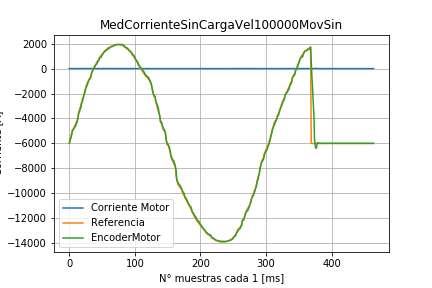 MedCorrienteSinCargaVel100000MovSin
2000
0
−2000
−4000
−6000
−8000
−10000
−12000
−14000
Corriente Motor
Referencia
EncoderMotor
0 100 200 300 400
N° muestras cada 1 [ms]